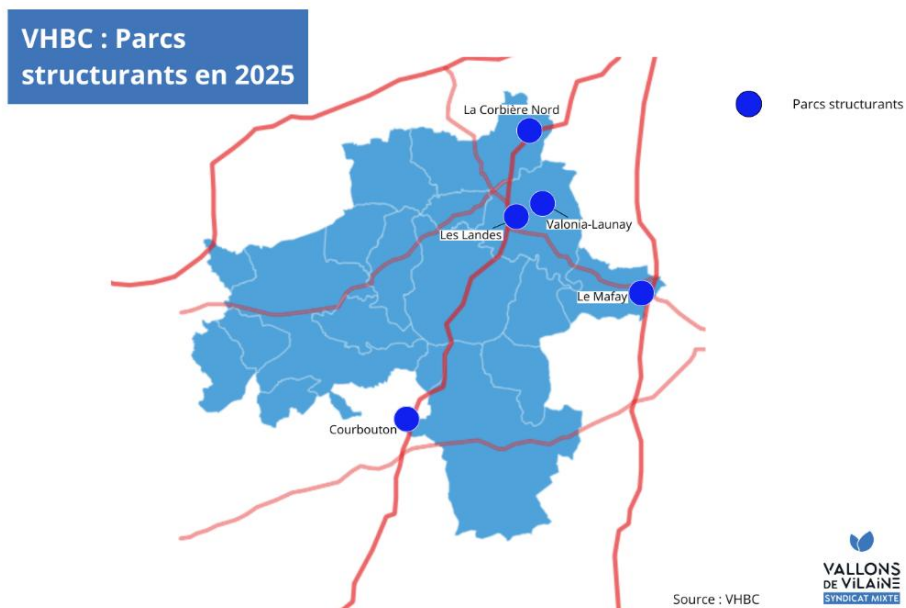 VHBC : Parcs
structurants en 2025
La Corbière Nord
Parcs structurants
Les Landes
Valonia-Launay
Le Mafay
Courbouton
VALLONS
DE VILAINE
SYNDICAT MIXTE
Source : VHBC